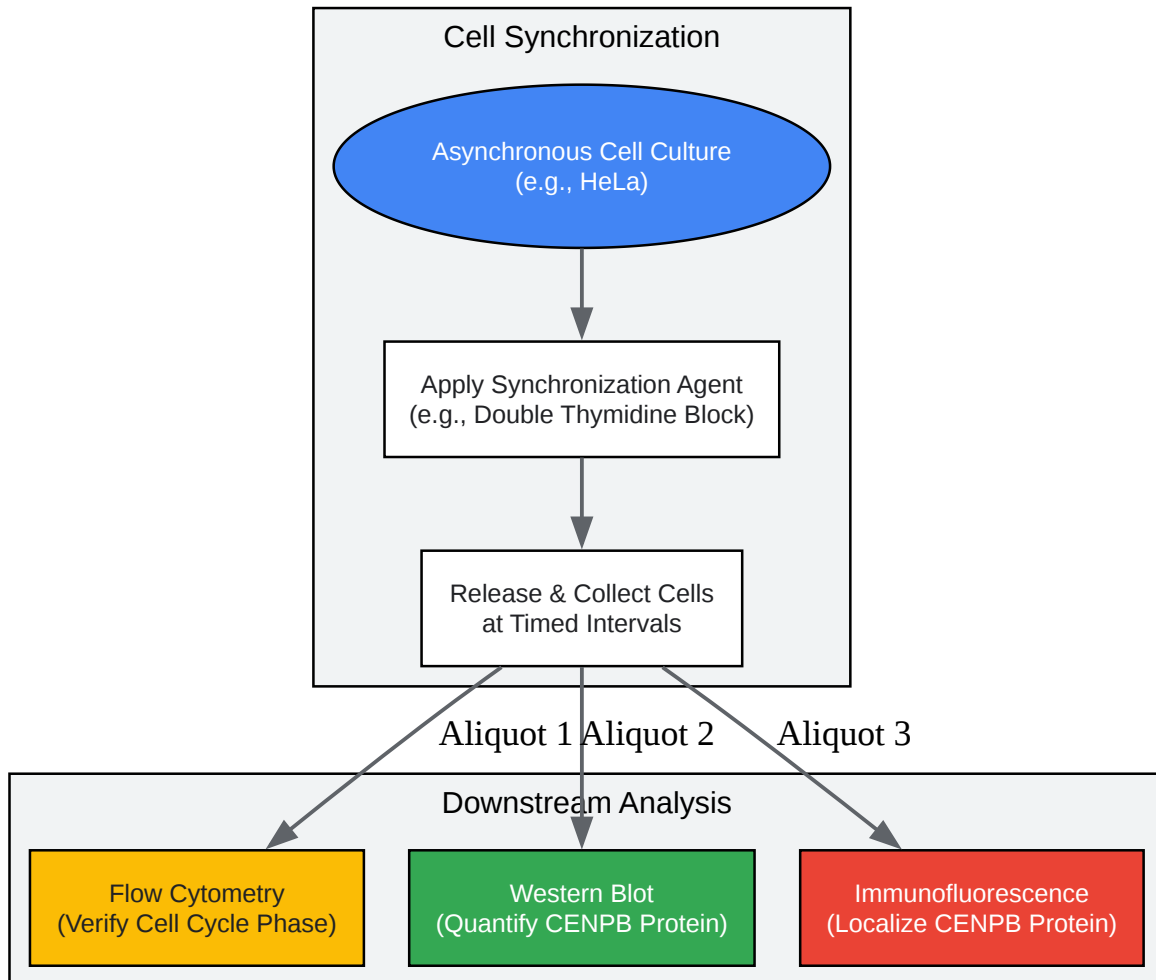 Cell Synchronization
Asynchronous Cell Culture
(e.g., HeLa)
Apply Synchronization Agent
(e.g., Double Thymidine Block)
Release & Collect Cells
at Timed Intervals
Aliquot 1 Aliquot 2 Aliquot 3
Downstream Analysis
Flow Cytometry
(Verify Cell Cycle Phase)
Western Blot
(Quantify CENPB Protein)
Immunofluorescence
(Localize CENPB Protein)